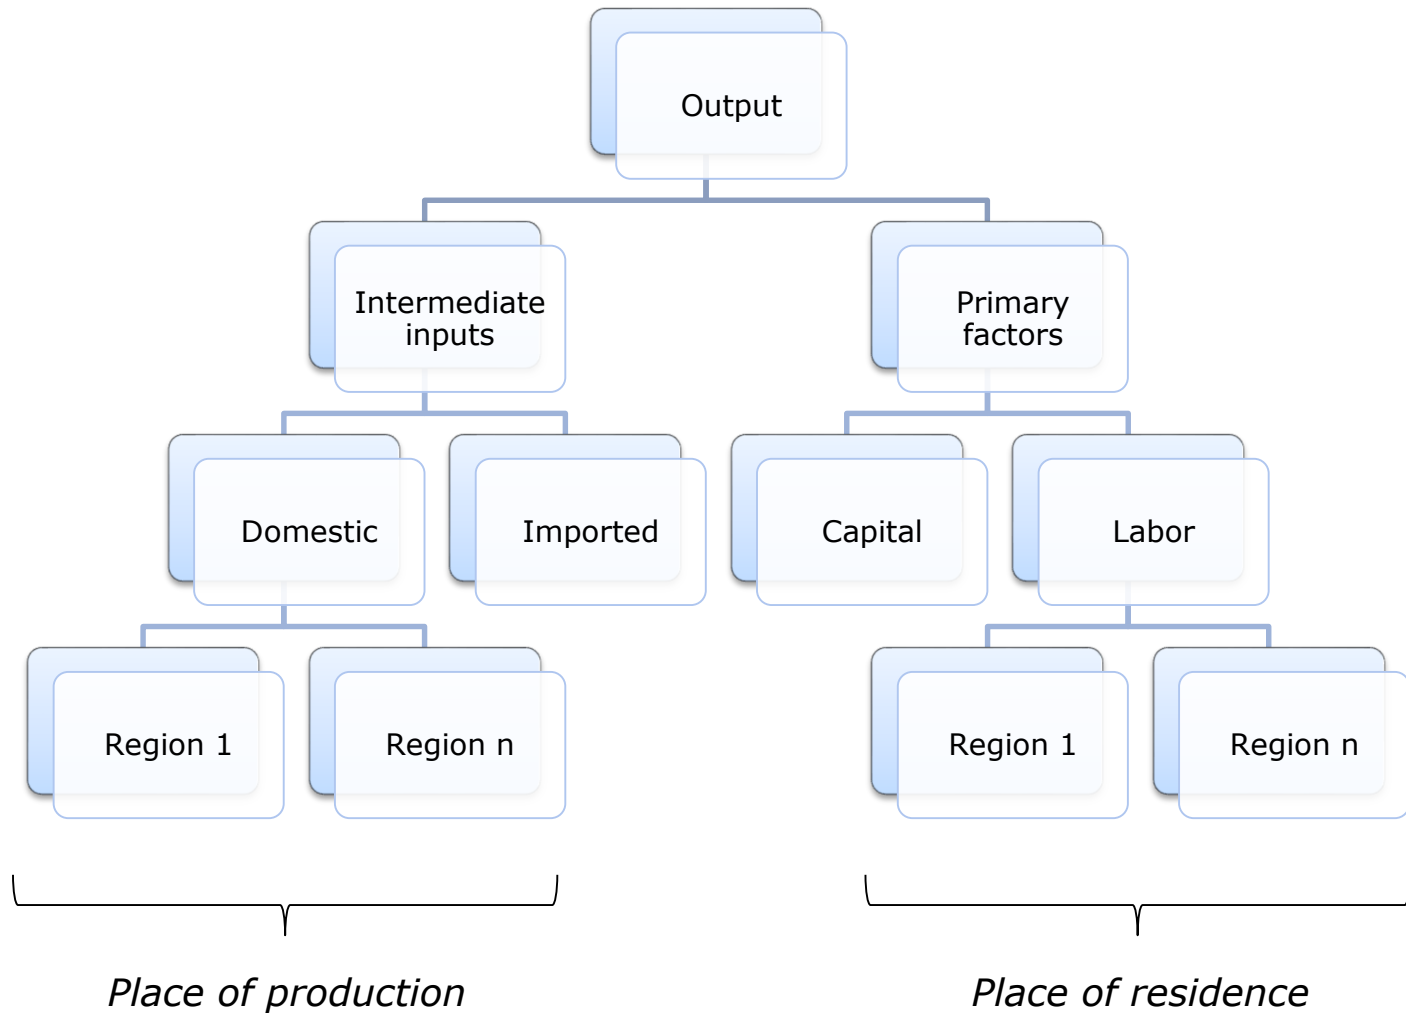 Output
Intermediate
inputs
Primary
factors
Domestic
Imported
Capital
Labor
Region 1
Region n
Region 1
Region n
Place of production
Place of residence